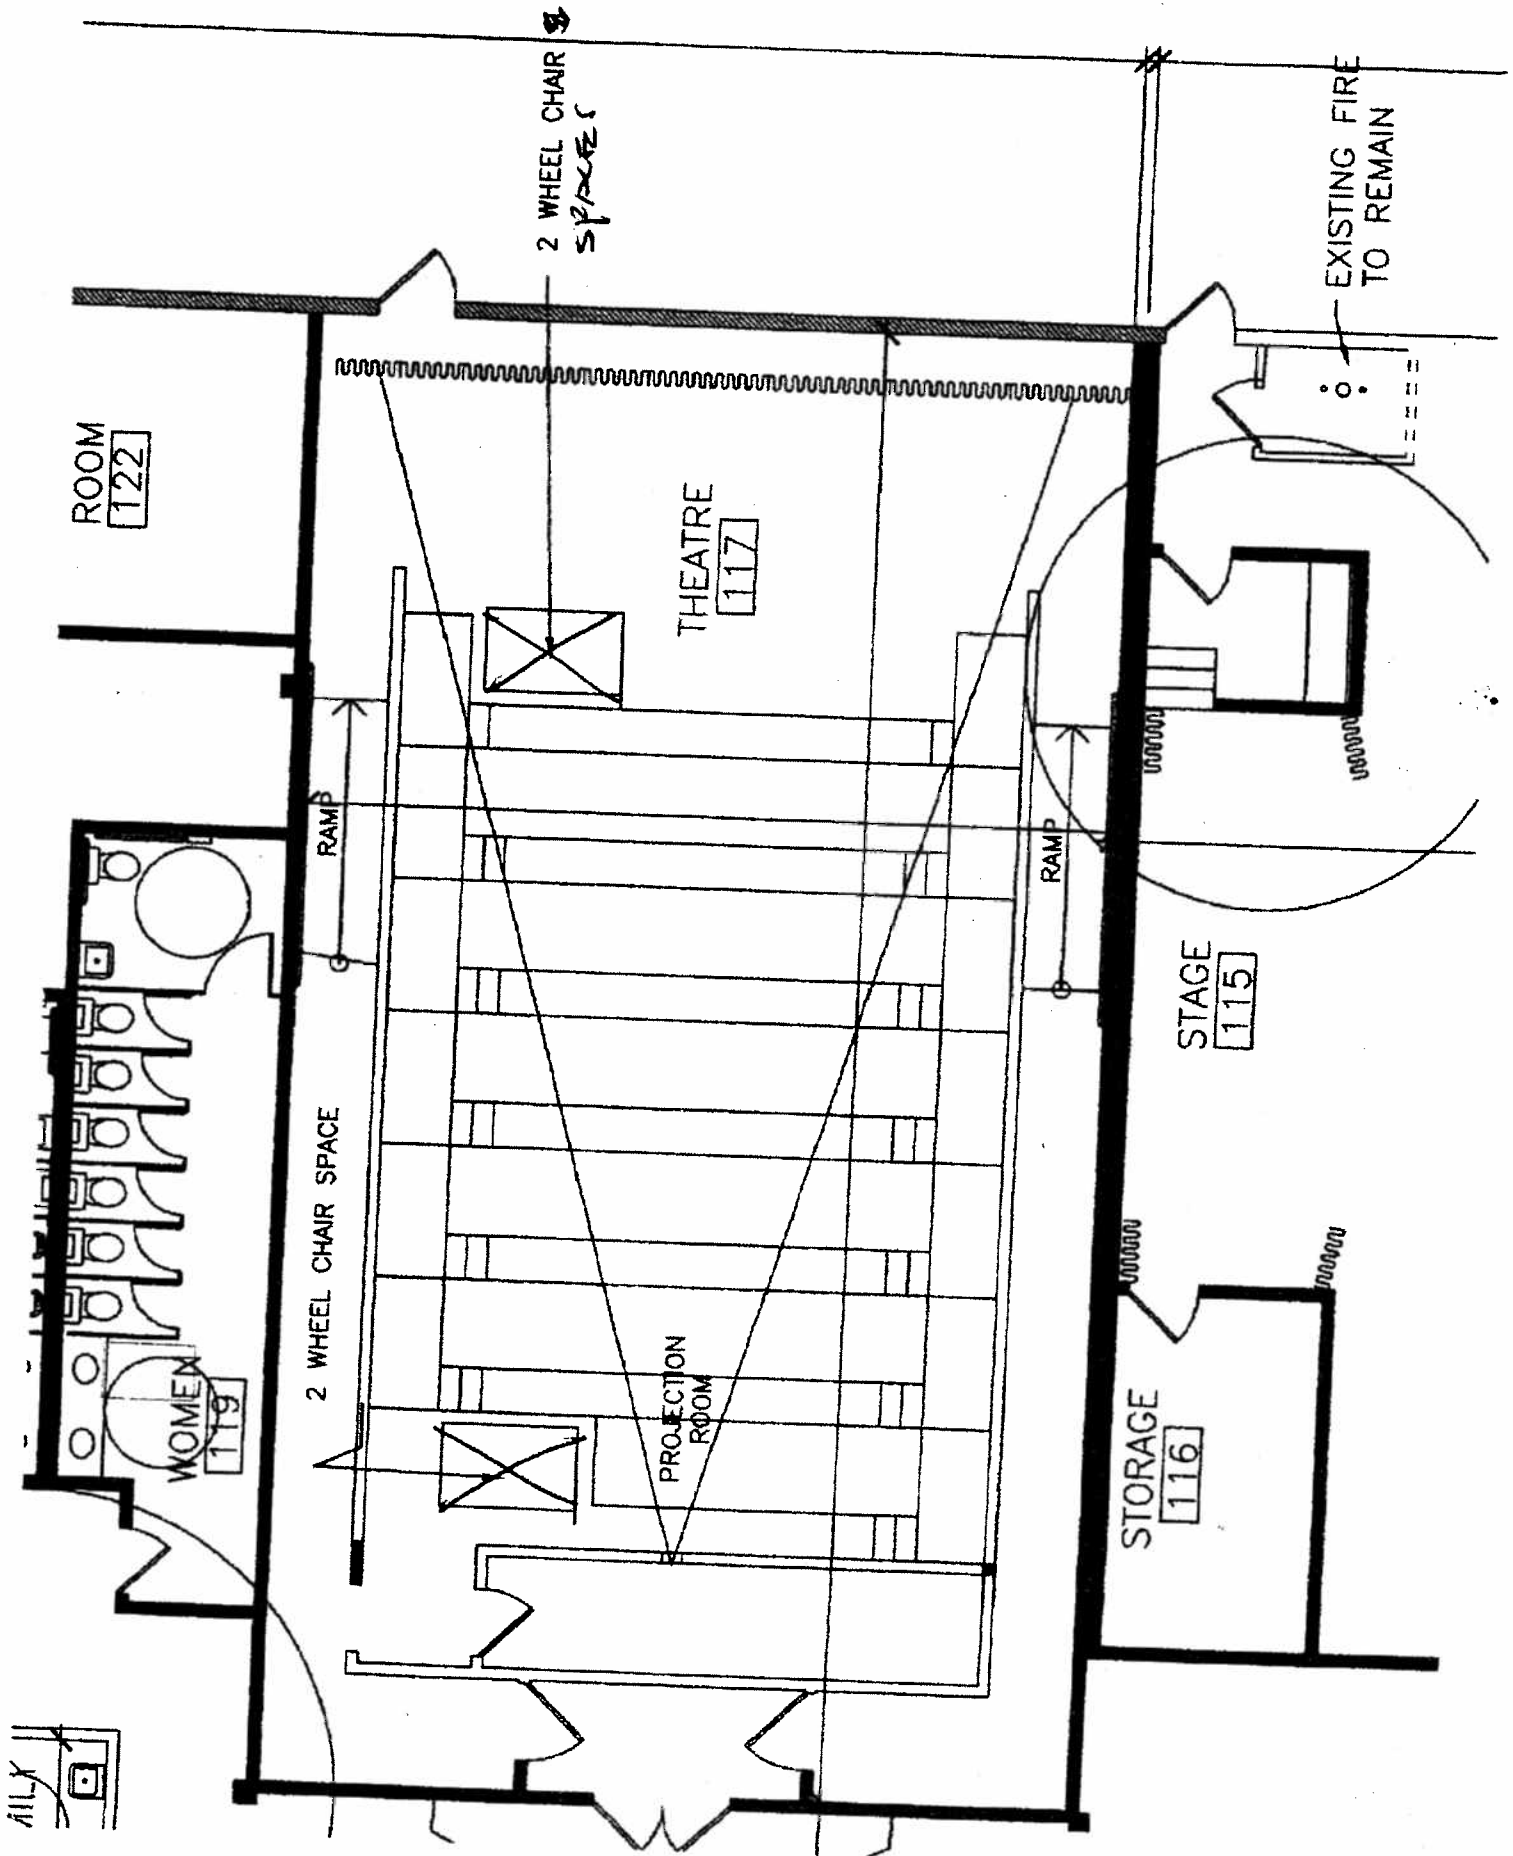 2 WHEEL CHAIR
SPACES
EXISTING FIRE
TO REMAIN
ROOM
122
THEATRE
117
RAMP
RAMP
STAGE
115
2 WHEEL CHAIR SPACE
PROJECTION
ROOM
WOMEN
119
STORAGE
116